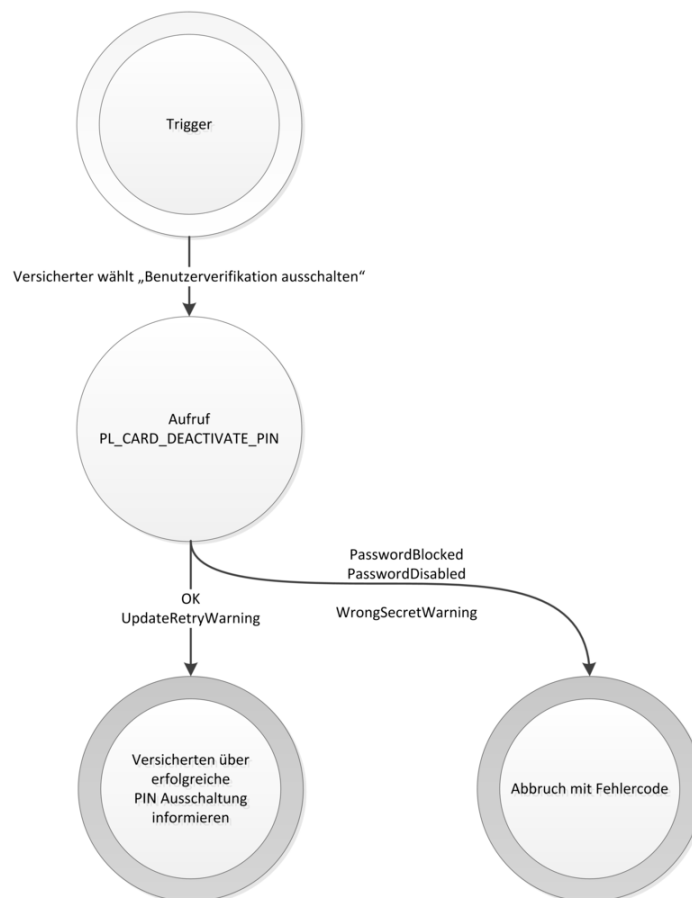 Trigger
Versicherter wählt „Benutzerverifikation ausschalten“
Aufruf
PL_CARD_DEACTIVATE_PIN
PasswordBlocked
PasswordDisabled
WrongSecretWarning
OK
UpdateRetryWarning
Versicherten über
erfolgreiche
PIN Ausschaltung
informieren
Abbruch mit Fehlercode